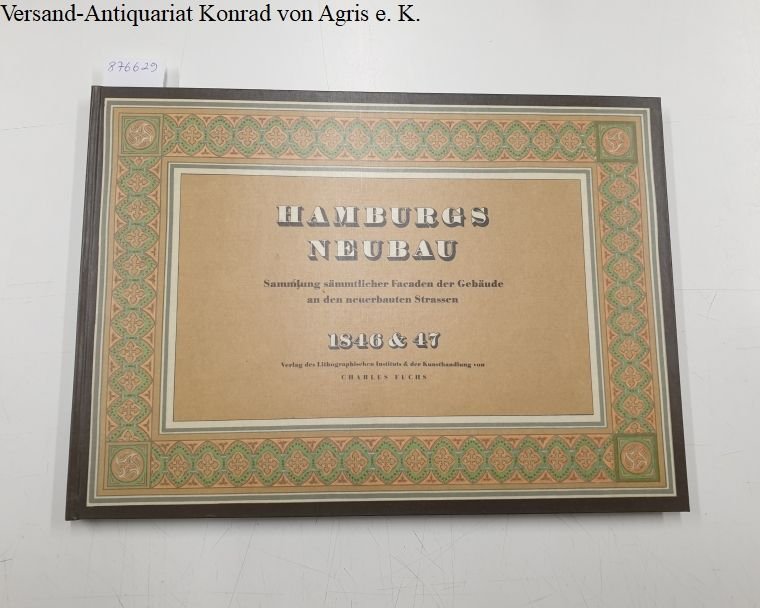 Versand-Antiquariat Konrad von Agris e. K.
876629
HAMBURGS
NEUBAU
Sammlung sämmtlicher Facaden der Gebäude
an den neuerbauten Strassen
1846 & 47
Verlag des Lithographischen Instituts & der Kunsthandlung von
CHARLES FUCHS